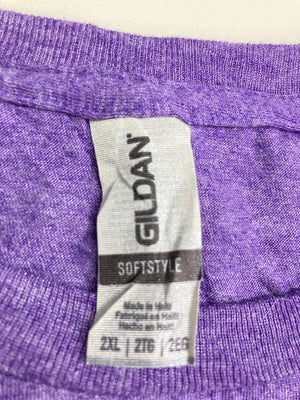 GILDAN
SOFTSTYLE
Made in Haiti
Fabriqué en Haïti
Hecho en Haití
2XL | 2TG | 2EG